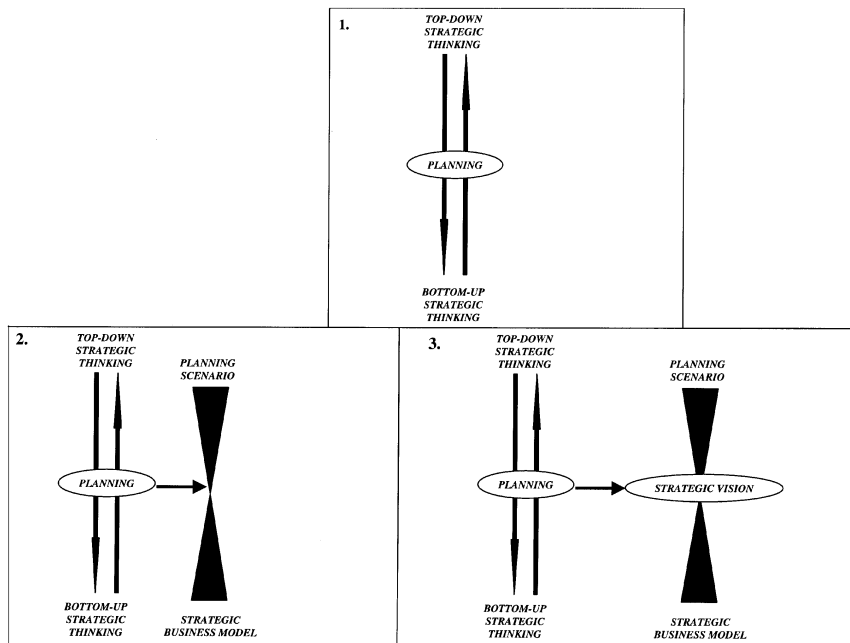 1.
TOP-DOWN
STRATEGIC
THINKING
PLANNING
BOTTOM-UP
STRATEGIC
THINKING
2.
TOP-DOWN
STRATEGIC
THINKING
PLANNING
SCENARIO
PLANNING
BOTTOM-UP
STRATEGIC
THINKING
STRATEGIC
BUSINESS MODEL
3.
TOP-DOWN
STRATEGIC
THINKING
PLANNING
SCENARIO
PLANNING
STRATEGIC VISION
BOTTOM-UP
STRATEGIC
THINKING
STRATEGIC
BUSINESS MODEL